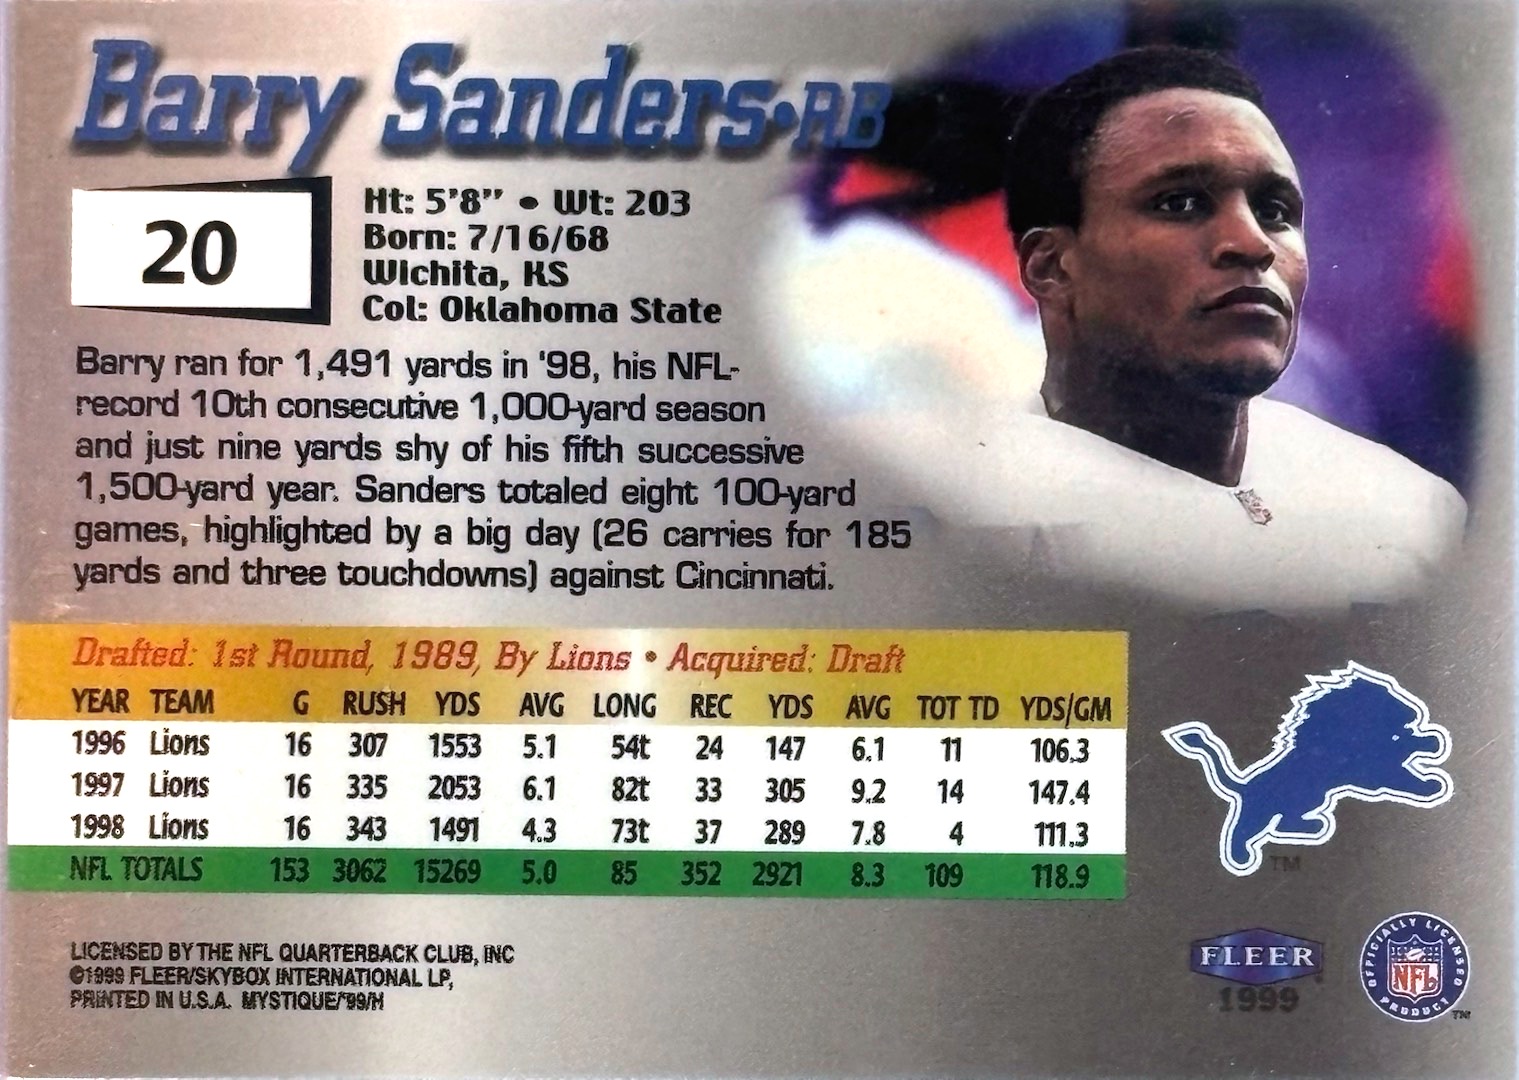 Barry Sanders•RB
20
Ht: 5'8" • Wt: 203
Born: 7/16/68
Wichita, KS
Col: Oklahoma State
Barry ran for 1,491 yards in '98, his NFL-
record 10th consecutive 1,000-yard season
and just nine yards shy of his fifth successive
1,500-yard year. Sanders totaled eight 100-yard
games, highlighted by a big day (26 carries for 185
yards and three touchdowns) against Cincinnati.
Drafted: 1st Round, 1989, By Lions • Acquired: Draft
YEAR TEAM G RUSH YDS AVG LONG REC YDS AVG TOT TD YDS/GM
1996 Lions 16 307 1553 5.1 54t 24 147 6.1 11 106.3
1997 Lions 16 335 2053 6.1 82t 33 305 9.2 14 147.4
1998 Lions 16 343 1491 4.3 73t 37 289 7.8 4 111.3
NFL TOTALS 153 3062 15269 5.0 85 352 2921 8.3 109 118.9
TM
LICENSED BY THE NFL QUARTERBACK CLUB, INC
©1999 FLEER/SKYBOX INTERNATIONAL LP,
PRINTED IN U.S.A. MYSTIQUE/'99/H
FLEER
1999
OFFICIALLY LICENSED PRODUCT
NFL
TM